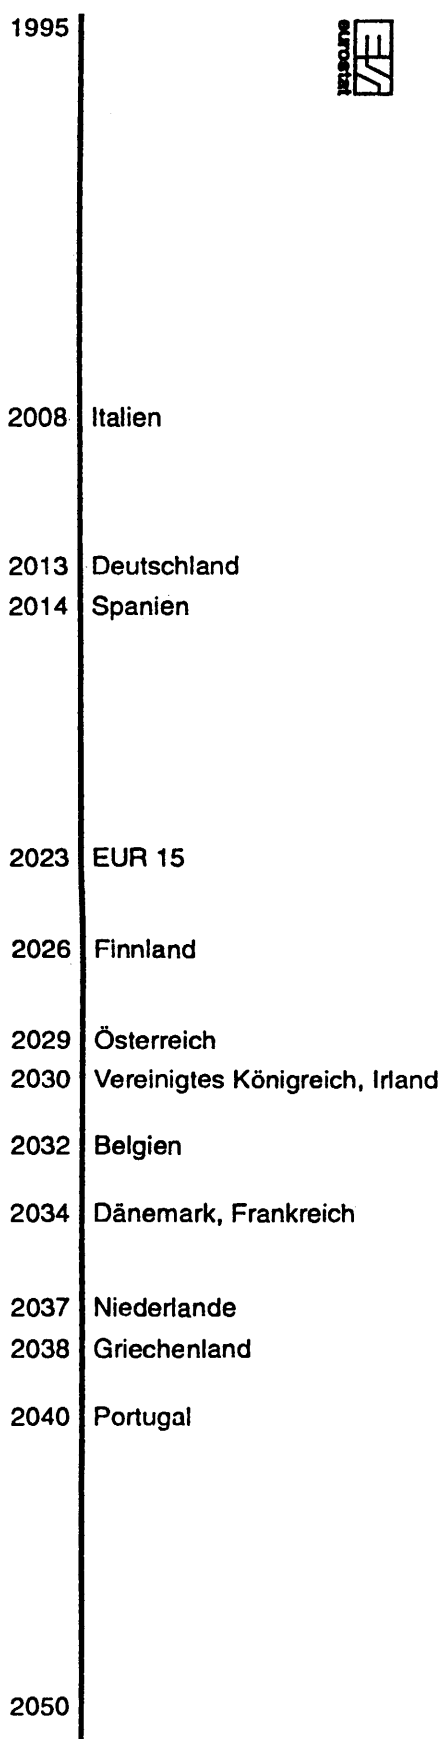 1995
eurostat
2008 Italien
2013 Deutschland
2014 Spanien
2023 EUR 15
2026 Finnland
2029 Österreich
2030 Vereinigtes Königreich, Irland
2032 Belgien
2034 Dänemark, Frankreich
2037 Niederlande
2038 Griechenland
2040 Portugal
2050